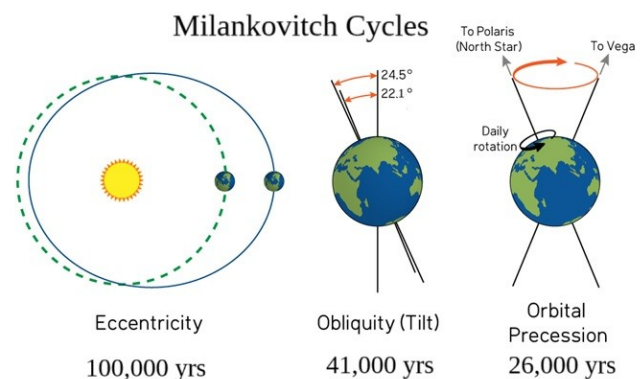 Milankovitch Cycles
24.5°
22.1°
To Polaris
(North Star)
To Vega
Daily
rotation
Eccentricity
100,000 yrs
Obliquity (Tilt)
41,000 yrs
Orbital
Precession
26,000 yrs